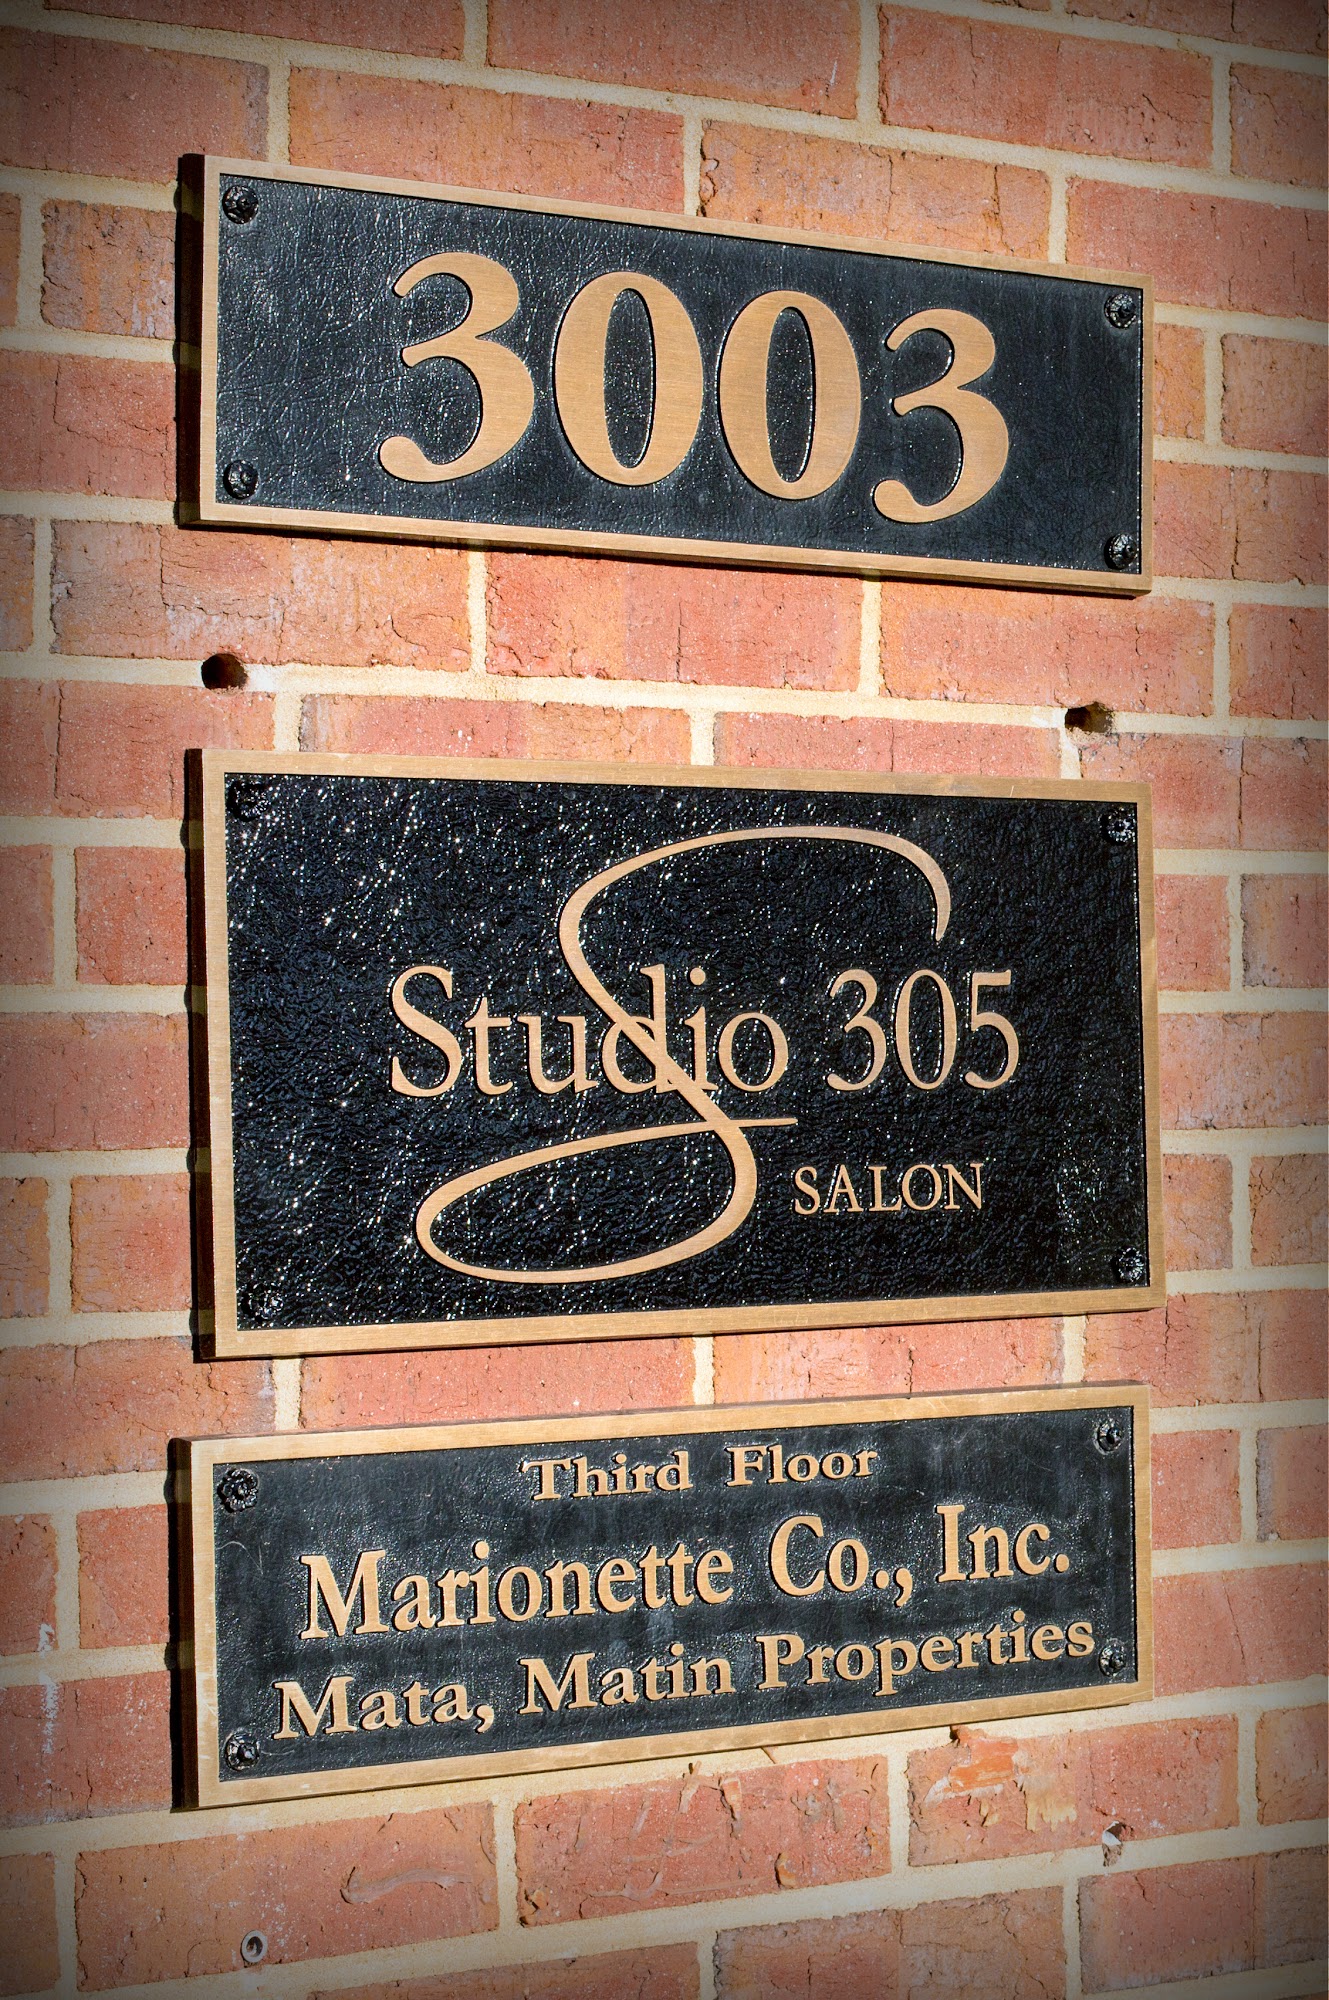 3003
Studio 305
SALON
Third Floor
Marionette Co., Inc.
Mata, Matin Properties